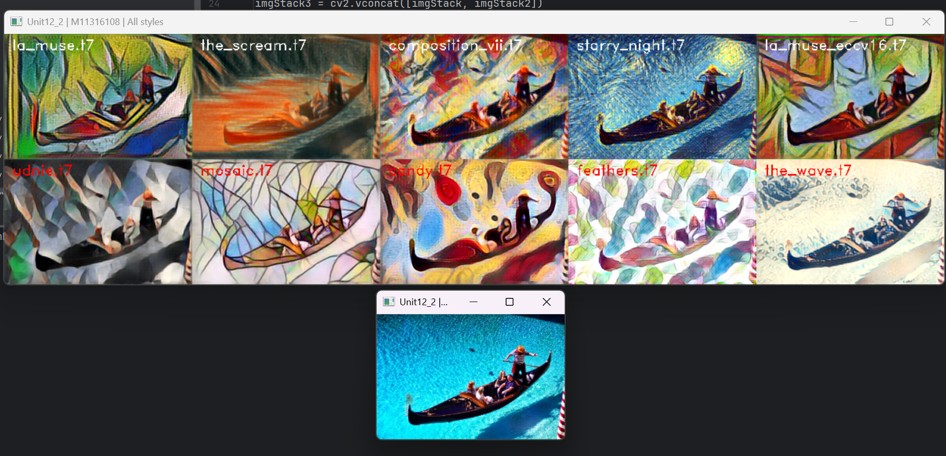 24 imgStack3 = cv2.vconcat([imgStack, imgStack2])
Unit12_2 | M11316108 | All styles
la_muse.t7 the_scream.t7 composition_vii.t7 starry_night.t7 la_muse_eccv16.t7
udnie.t7 mosaic.t7 candy.t7 feathers.t7 the_wave.t7
Unit12_2 |...